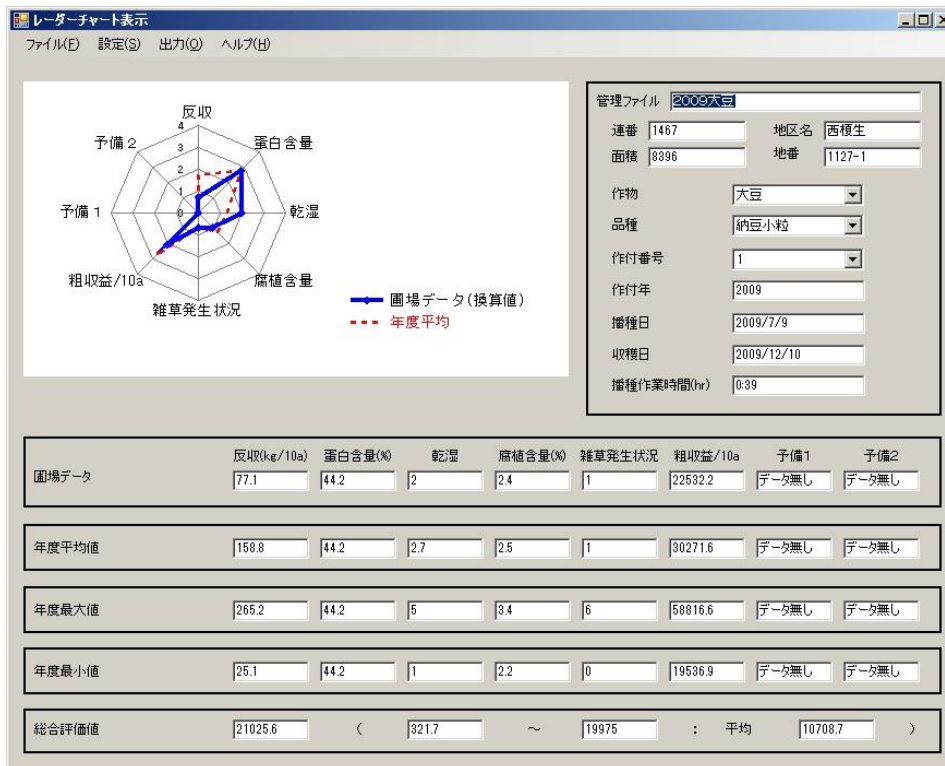 レーダーチャート表示
ファイル(F) 設定(S) 出力(O) ヘルプ(H)
反収
蛋白含量
乾湿
腐植含量
雑草発生状況
粗収益/10a
予備1
予備2
4
3
2
1
0
圃場データ(換算値)
年度平均
管理ファイル 2009大豆
連番 1467 地区名 西榎生
面積 8396 地番 1127-1
作物 大豆
品種 納豆小粒
作付番号 1
作付年 2009
播種日 2009/7/9
収穫日 2009/12/10
播種作業時間(hr) 0:39
反収(kg/10a) 蛋白含量(%) 乾湿 腐植含量(%) 雑草発生状況 粗収益/10a 予備1 予備2
圃場データ 77.1 44.2 2 2.4 1 22532.2 データ無し データ無し
年度平均値 158.8 44.2 2.7 2.5 1 30271.6 データ無し データ無し
年度最大値 265.2 44.2 5 3.4 6 58816.6 データ無し データ無し
年度最小値 25.1 44.2 1 2.2 0 19536.9 データ無し データ無し
総合評価値 21025.6 ( 321.7 ～ 19975 : 平均 10708.7 )